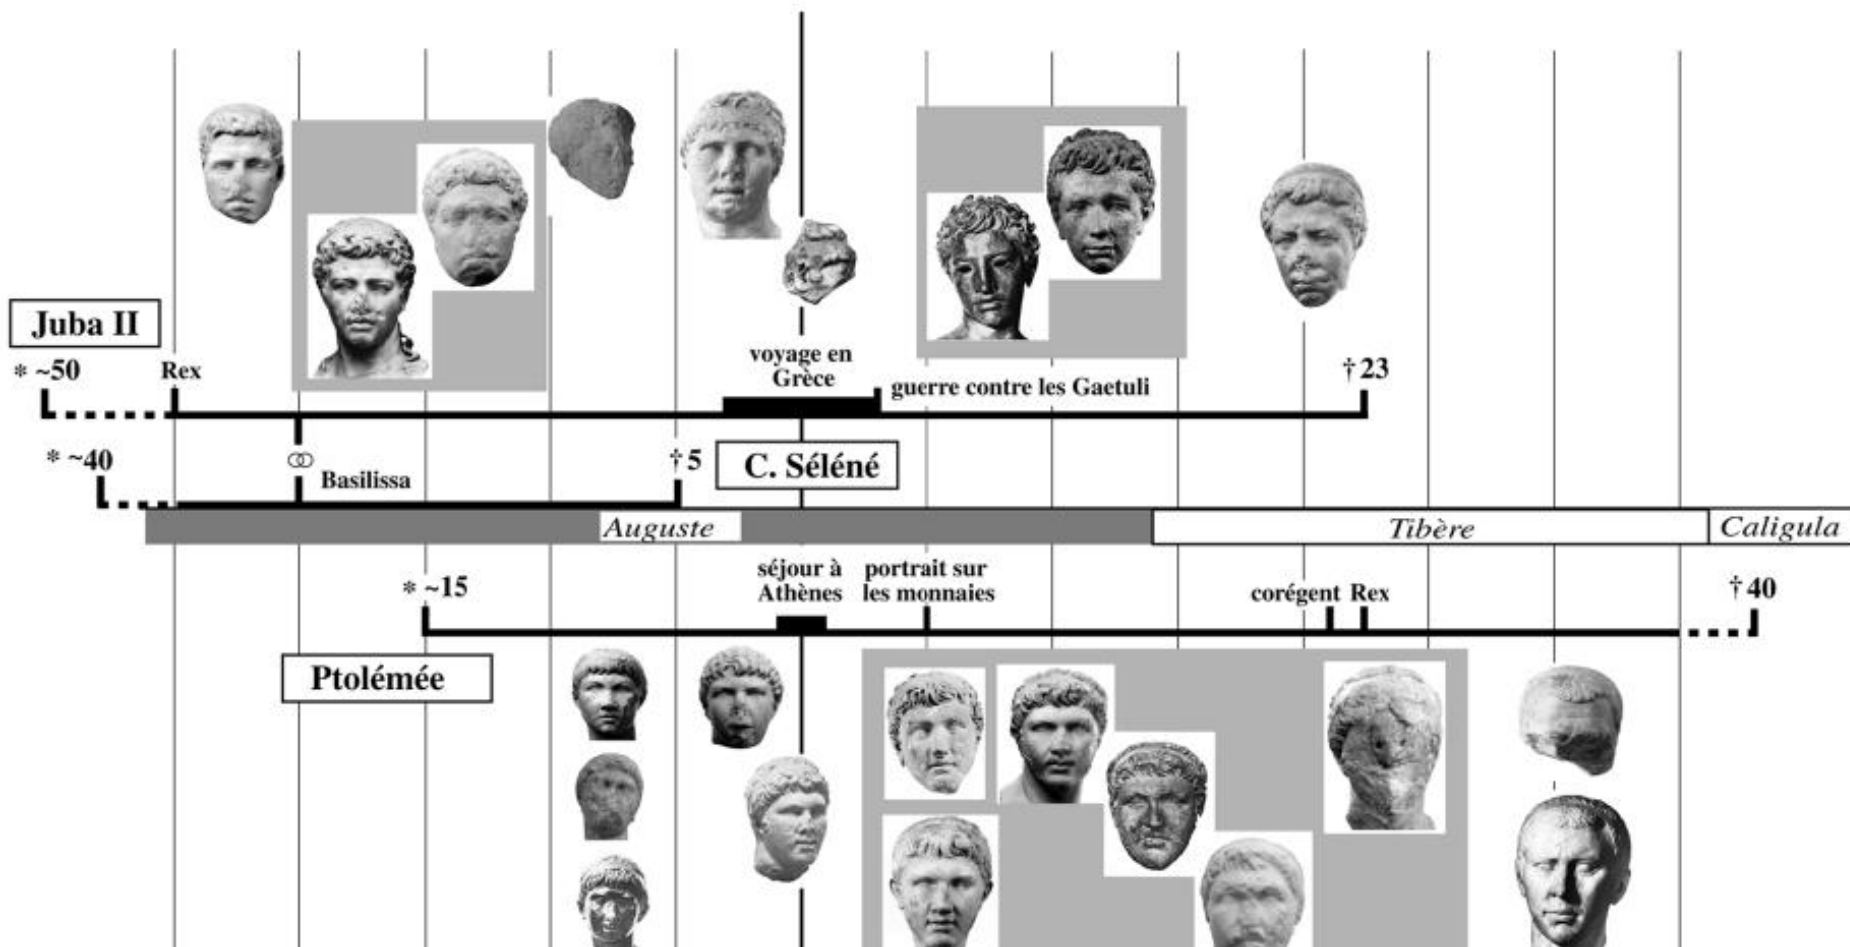 Juba II
* ~50
Rex
voyage en
Grèce
guerre contre les Gaetuli
† 23
* ~40
Basilissa
† 5
C. Séléné
Auguste
Tibère
Caligula
* ~15
séjour à
Athènes
portrait sur
les monnaies
corégent Rex
† 40
Ptolémée